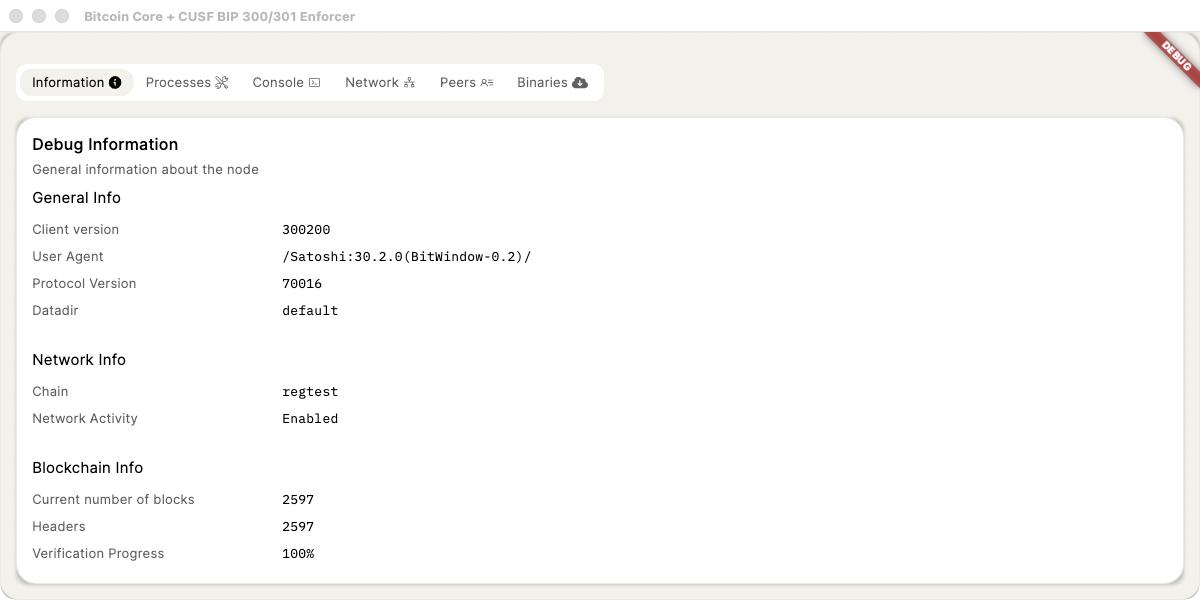 Bitcoin Core + CUSF BIP 300/301 Enforcer
DEBUG
Information Processes Console Network Peers Binaries
Debug Information
General information about the node
General Info
Client version 300200
User Agent /Satoshi:30.2.0(BitWindow-0.2)/
Protocol Version 70016
Datadir default
Network Info
Chain regtest
Network Activity Enabled
Blockchain Info
Current number of blocks 2597
Headers 2597
Verification Progress 100%